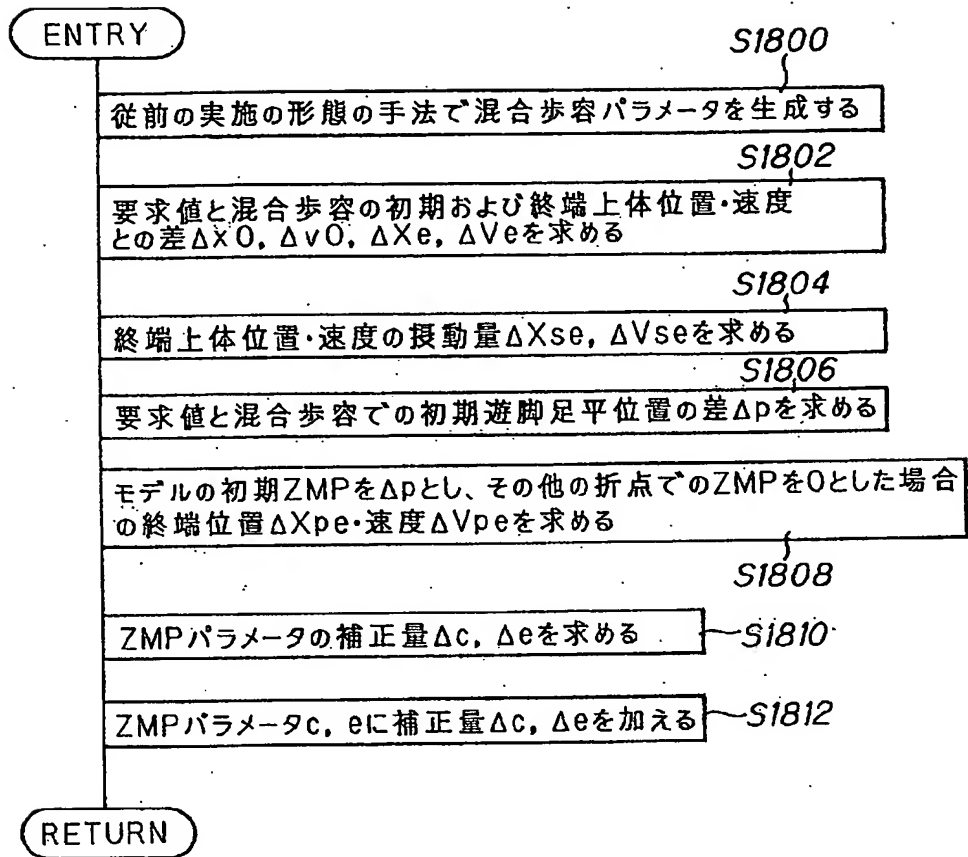 ENTRY
S1800
従前の実施の形態の手法で混合歩容パラメータを生成する
S1802
要求値と混合歩容の初期および終端上体位置・速度
との差Δx0, Δv0, ΔXe, ΔVeを求める
S1804
終端上体位置・速度の摂動量ΔXse, ΔVseを求める
S1806
要求値と混合歩容での初期遊脚足平位置の差Δpを求める
モデルの初期ZMPをΔpとし、その他の折点でのZMPを0とした場合
の終端位置ΔXpe・速度ΔVpeを求める
S1808
ZMPパラメータの補正量Δc, Δeを求める
S1810
ZMPパラメータc, eに補正量Δc, Δeを加える
S1812
RETURN